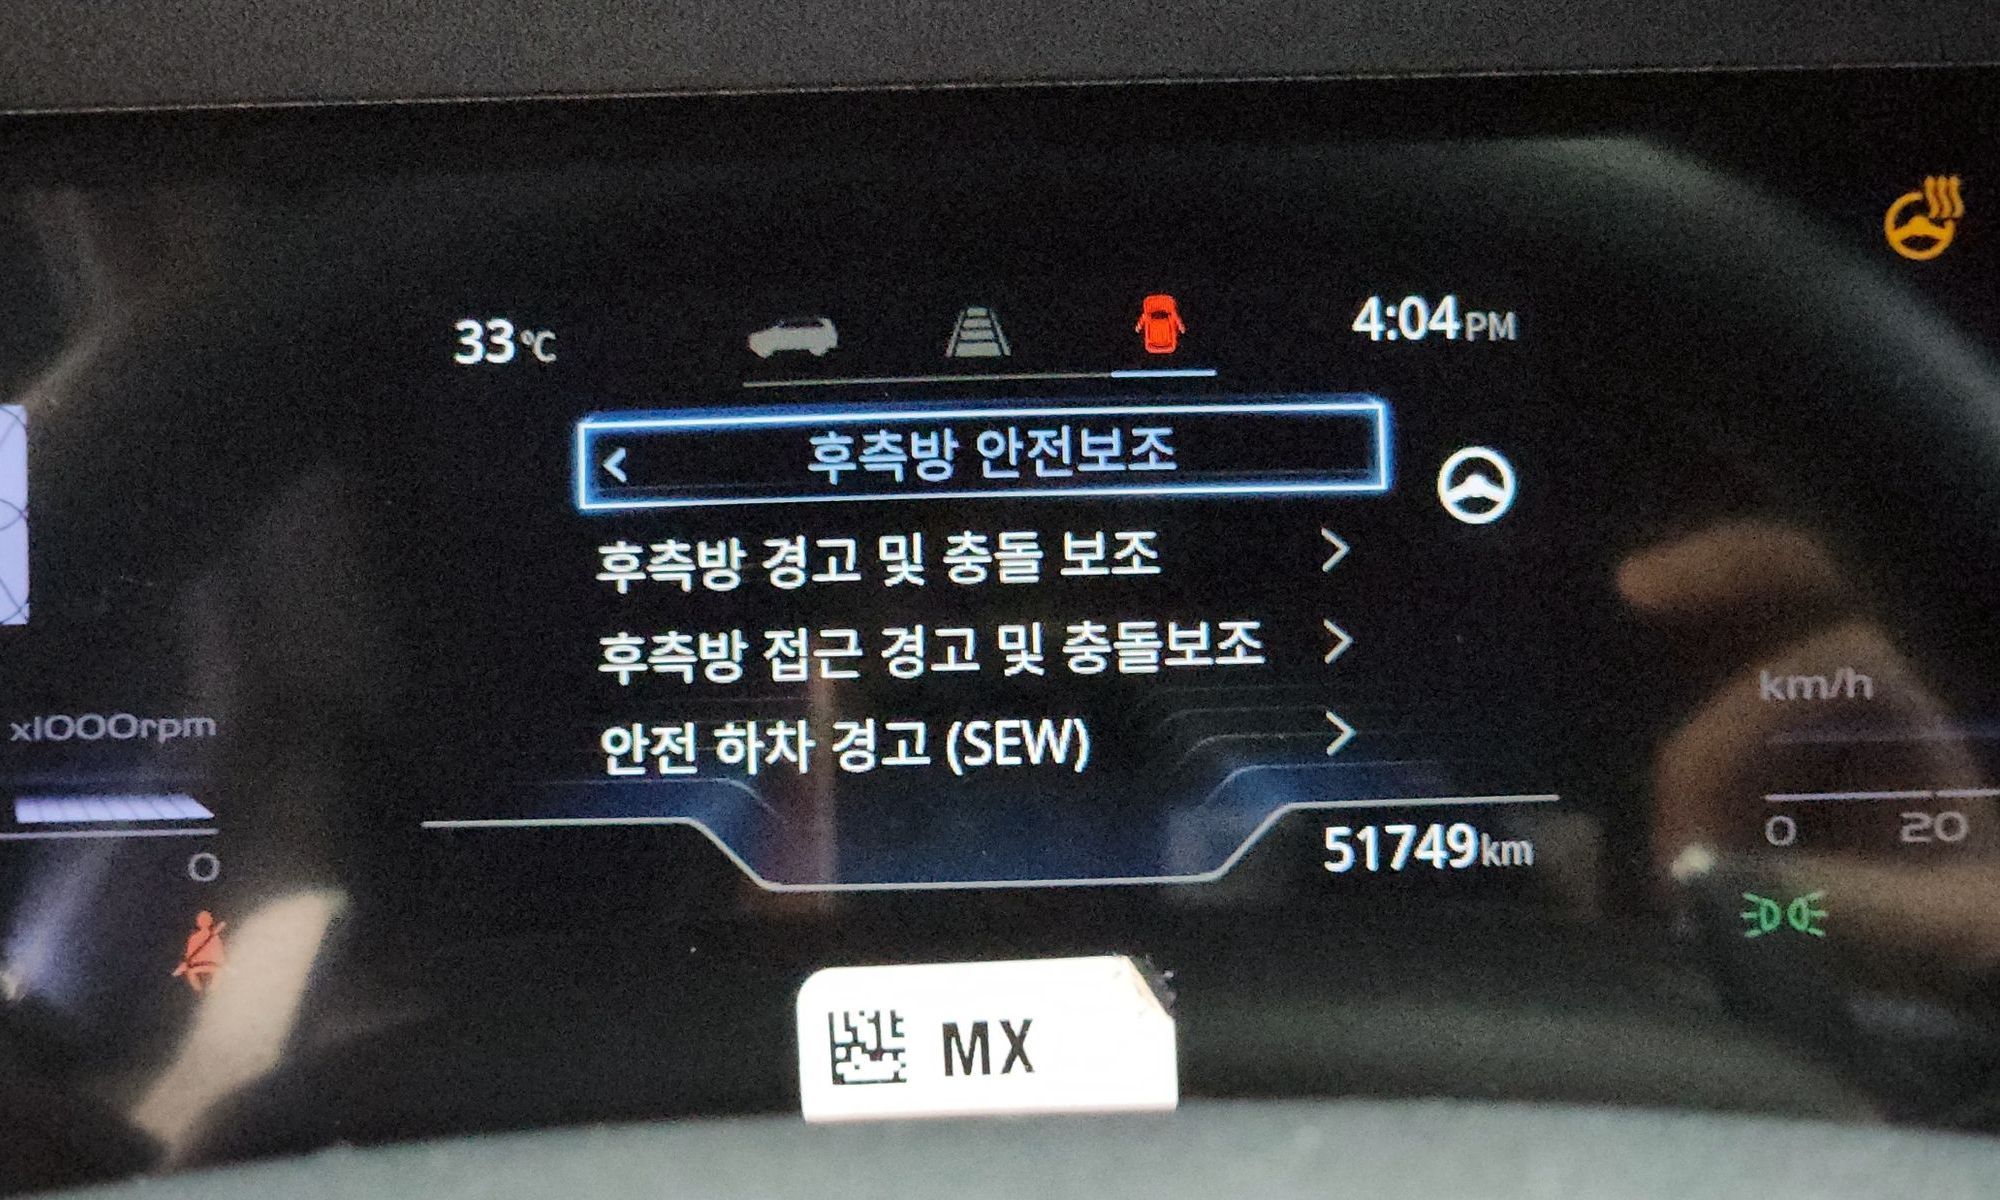 33°C
4:04PM
< 후측방 안전보조
후측방 경고 및 충돌 보조 >
후측방 접근 경고 및 충돌보조 >
안전 하차 경고 (SEW) >
x1000rpm
0
km/h
0 20
51749km
MX